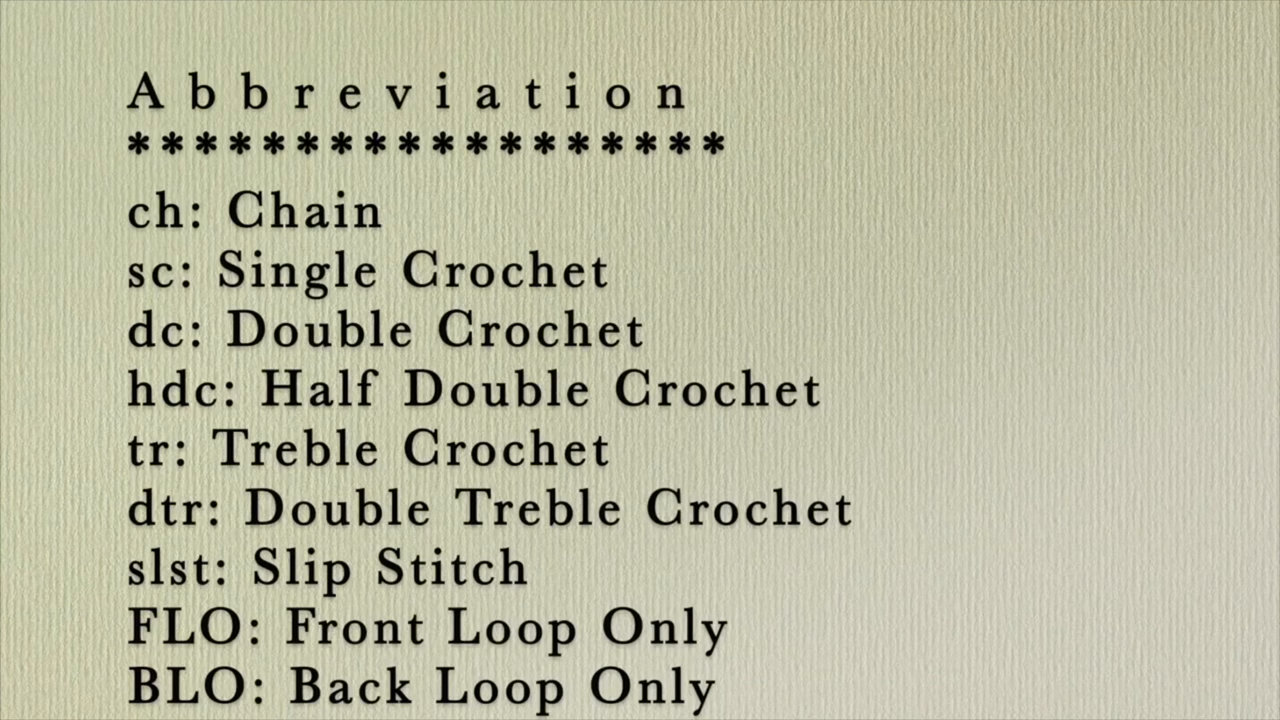 Abbreviation
******************
ch: Chain
sc: Single Crochet
dc: Double Crochet
hdc: Half Double Crochet
tr: Treble Crochet
dtr: Double Treble Crochet
slst: Slip Stitch
FLO: Front Loop Only
BLO: Back Loop Only